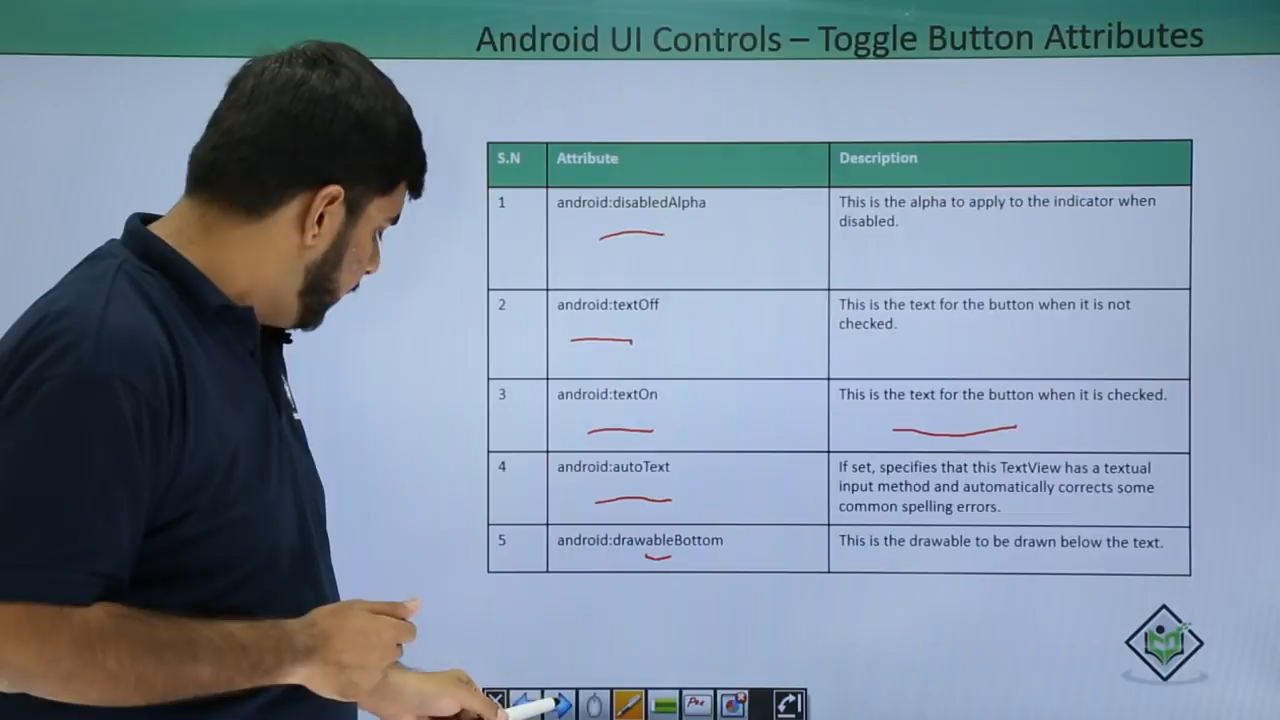 Android UI Controls – Toggle Button Attributes
S.N Attribute Description
1 android:disabledAlpha This is the alpha to apply to the indicator when
disabled.
2 android:textOff This is the text for the button when it is not
checked.
3 android:textOn This is the text for the button when it is checked.
4 android:autoText If set, specifies that this TextView has a textual
input method and automatically corrects some
common spelling errors.
5 android:drawableBottom This is the drawable to be drawn below the text.